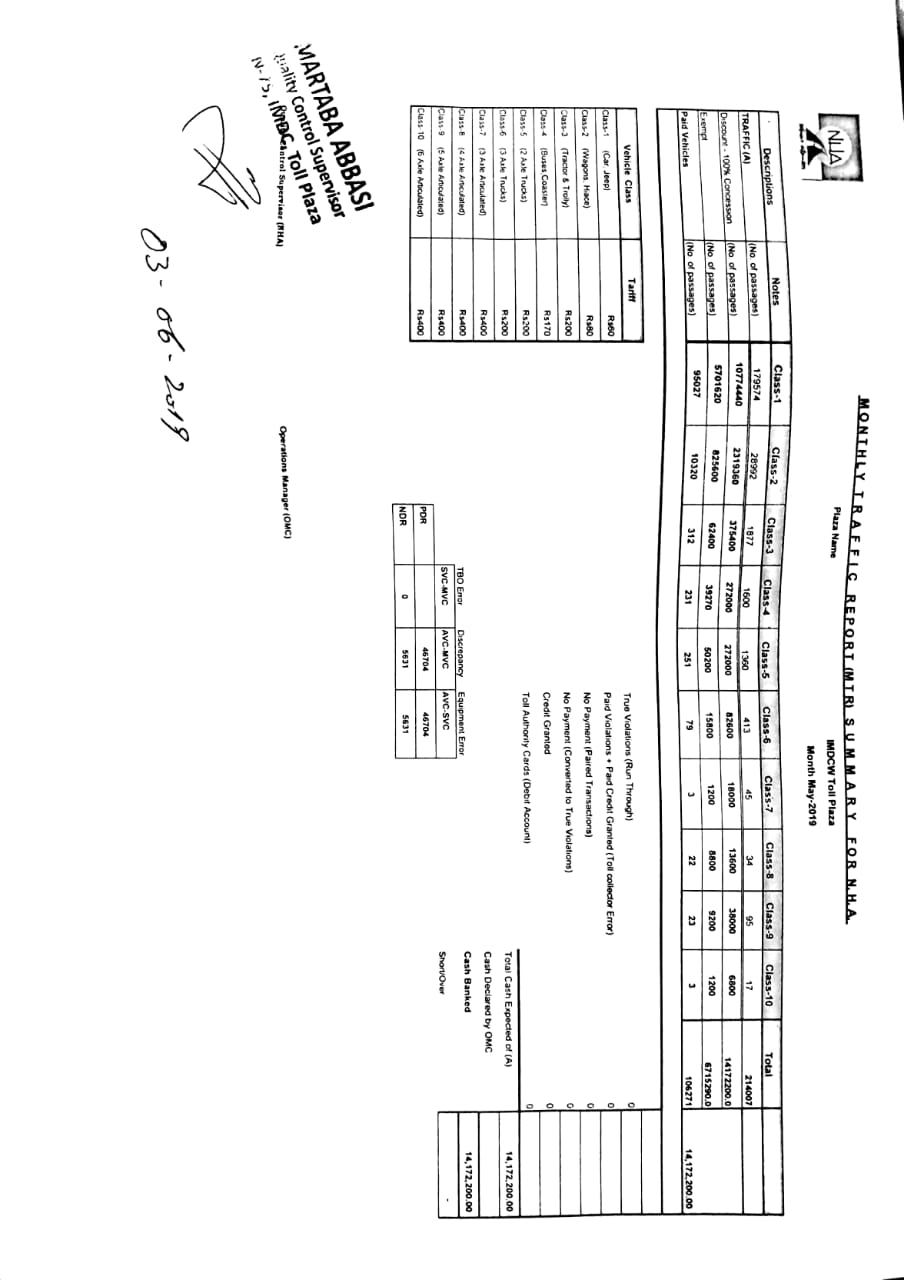 NHA
MONTHLY TRAFFIC REPORT (MTR) SUMMARY FOR N.H.A.
Plaza Name IMDCW Toll Plaza
Month May-2019
Descriptions Notes Class-1 Class-2 Class-3 Class-4 Class-5 Class-6 Class-7 Class-8 Class-9 Class-10 Total
TRAFFIC (A) (No. of passages) 179574 28992 1877 1600 1360 413 45 34 95 17 214007
Discount - 100% Concession (No. of passages) 10774440 2319360 375400 272000 272000 82600 18000 13600 38000 6800 14172200.0
Exempt (No of passages) 5701620 825600 62400 39270 50200 15800 1200 8800 9200 1200 6715290.0
Paid Vehicles (No. of passages) 95027 10320 312 231 251 79 3 22 23 3 106271 14,172,200.00
Vehicle Class Tariff
Class-1 (Car Jeep) Rs60
Class-2 (Wagons. Hiace) Rs80
Class-3 (Tractor & Trolly) Rs200
Class-4 (Buses Coaster) Rs170
Class-5 (2 Axle Trucks) Rs200
Class-6 (3 Axle Trucks) Rs200
Class-7 (3 Axle Articulated) Rs400
Class-8 (4 Axle Articulated) Rs400
Class-9 (5 Axle Articulated) Rs400
Class-10 (6 Axle Articulated) Rs400
True Violations (Run Through) 0
Paid Violations + Paid Credit Granted (Toll collector Error) 0
No Payment (Paired Transactions) 0
No Payment (Converted to True Violations) 0
Credit Granted 0
Toll Authority Cards (Debit Account) 0
Total Cash Expected of (A) 14,172,200.00
Cash Declared by OMC
Cash Banked 14,172,200.00
Short/Over -
TBO Error Discrepancy Equipment Error
SVC-MVC AVC-MVC AVC-SVC
PDR 46704 46704
NDR 0 5631 5631
MARTABA ABBASI
Quality Control Supervisor
N-75, IMDC Toll Plaza
Control Supervisor (NHA)
Operations Manager (OMC)
03-06-2019